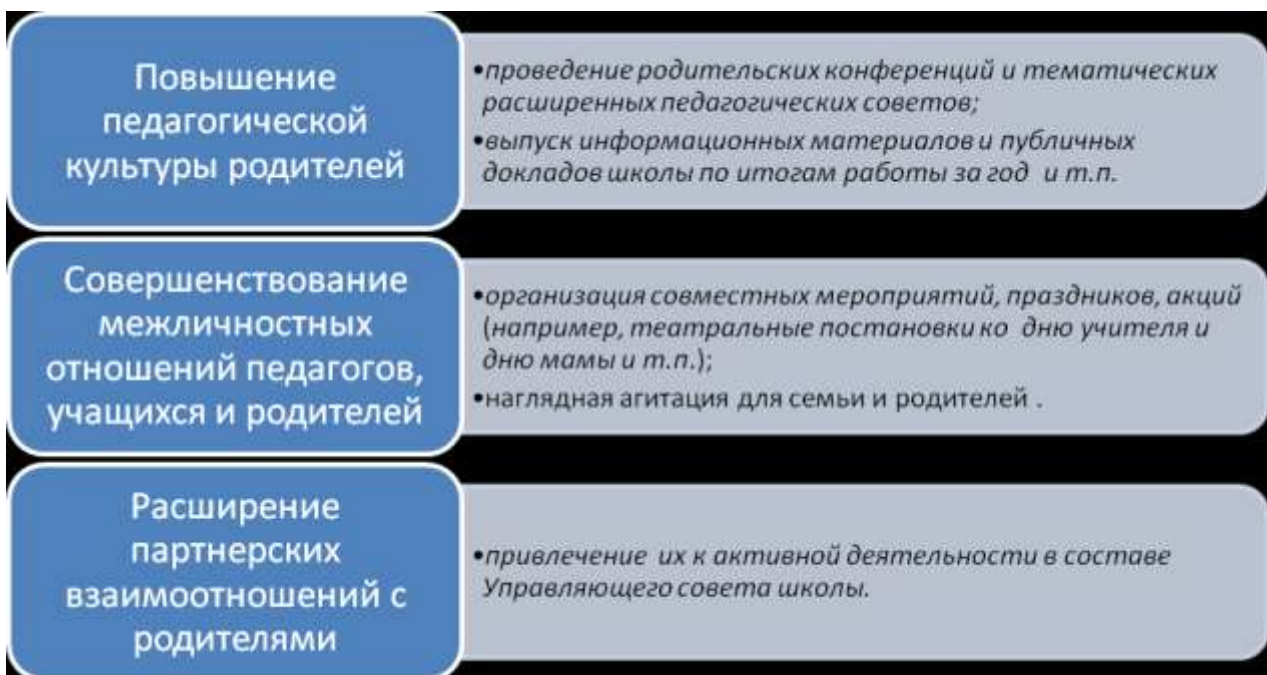 Повышение
педагогической
культуры родителей
•проведение родительских конференций и тематических
расширенных педагогических советов;
•выпуск информационных материалов и публичных
докладов школы по итогам работы за год и т.п.
Совершенствование
межличностных
отношений педагогов,
учащихся и родителей
•организация совместных мероприятий, праздников, акций
(например, театральные постановки ко дню учителя и
дню мамы и т.п.);
•наглядная агитация для семьи и родителей .
Расширение
партнерских
взаимоотношений с
родителями
•привлечение их к активной деятельности в составе
Управляющего совета школы.